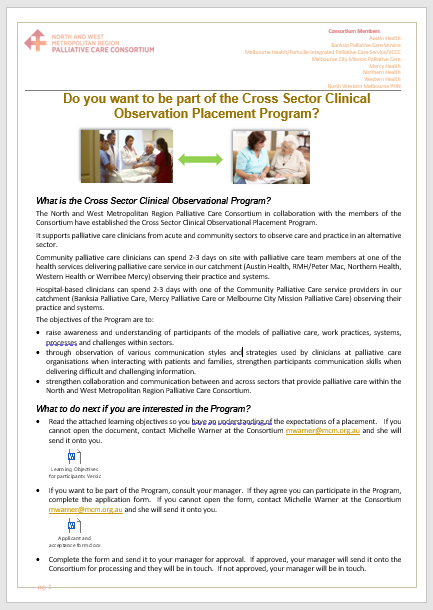 NORTH AND WEST
METROPOLITAN REGION
PALLIATIVE CARE CONSORTIUM
Consortium Members
Austin Health
Banksia Palliative Care Service
Melbourne Health/Parkville Integrated Palliative Care Service/VCCC
Melbourne City Mission Palliative Care
Mercy Health
Northern Health
Western Health
North Western Melbourne PHN
Do you want to be part of the Cross Sector Clinical
Observation Placement Program?
What is the Cross Sector Clinical Observational Program?
The North and West Metropolitan Region Palliative Care Consortium in collaboration with the members of the
Consortium have established the Cross Sector Clinical Observational Placement Program.
It supports palliative care clinicians from acute and community sectors to observe care and practice in an alternative
sector.
Community palliative care clinicians can spend 2-3 days on site with palliative care team members at one of the
health services delivering palliative care service in our catchment (Austin Health, RMH/Peter Mac, Northern Health,
Western Health or Werribee Mercy) observing their practice and systems.
Hospital-based clinicians can spend 2-3 days with one of the Community Palliative Care service providers in our
catchment (Banksia Palliative Care, Mercy Palliative Care or Melbourne City Mission Palliative Care) observing their
practice and systems.
The objectives of the Program are to:
• raise awareness and understanding of participants of the models of palliative care, work practices, systems,
processes and challenges within sectors.
• through observation of various communication styles and strategies used by clinicians at palliative care
organisations when interacting with patients and families, strengthen participants communication skills when
delivering difficult and challenging information.
• strengthen collaboration and communication between and across sectors that provide palliative care within the
North and West Metropolitan Region Palliative Care Consortium.
What to do next if you are interested in the Program?
• Read the attached learning objectives so you have an understanding of the expectations of a placement. If you
cannot open the document, contact Michelle Warner at the Consortium mwarner@mcm.org.au and she will
send it onto you.
Learning Objectives
for participants Versic
• If you want to be part of the Program, consult your manager. If they agree you can participate in the Program,
complete the application form. If you cannot open the form, contact Michelle Warner at the Consortium
mwarner@mcm.org.au and she will send it onto you.
Applicant and
acceptance form.docx
• Complete the form and send it to your manager for approval. If approved, your manager will send it onto the
Consortium for processing and they will be in touch. If not approved, your manager will be in touch.
pg. 1